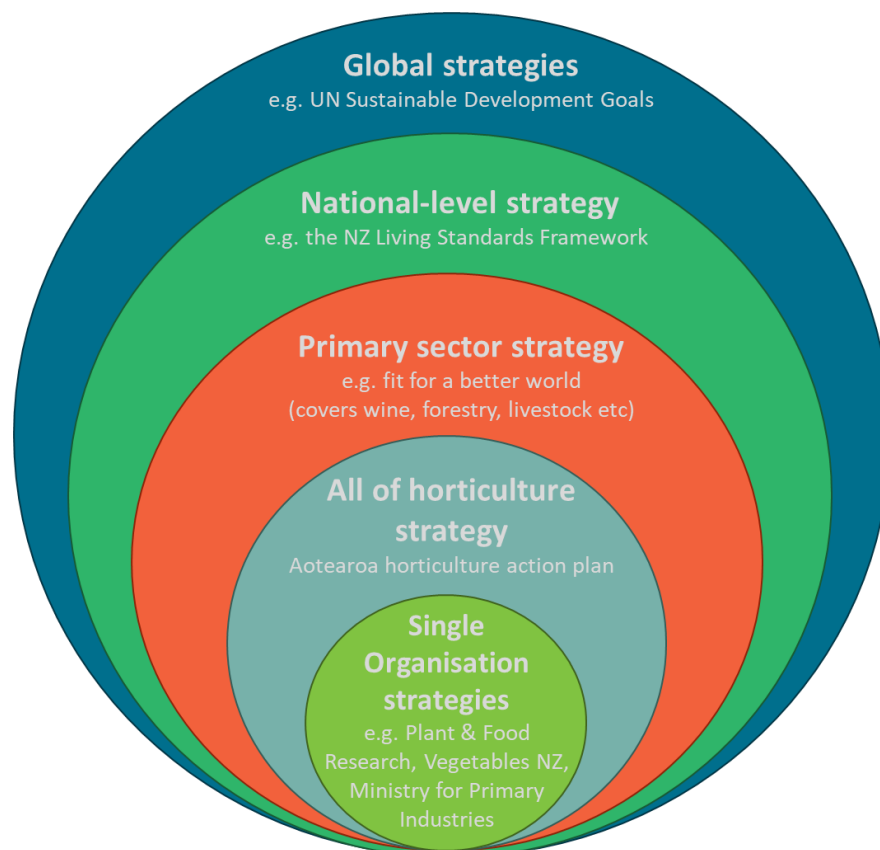 Global strategies
e.g. UN Sustainable Development Goals
National-level strategy
e.g. the NZ Living Standards Framework
Primary sector strategy
e.g. fit for a better world
(covers wine, forestry, livestock etc)
All of horticulture
strategy
Aotearoa horticulture action plan
Single
Organisation
strategies
e.g. Plant & Food
Research, Vegetables NZ,
Ministry for Primary
Industries